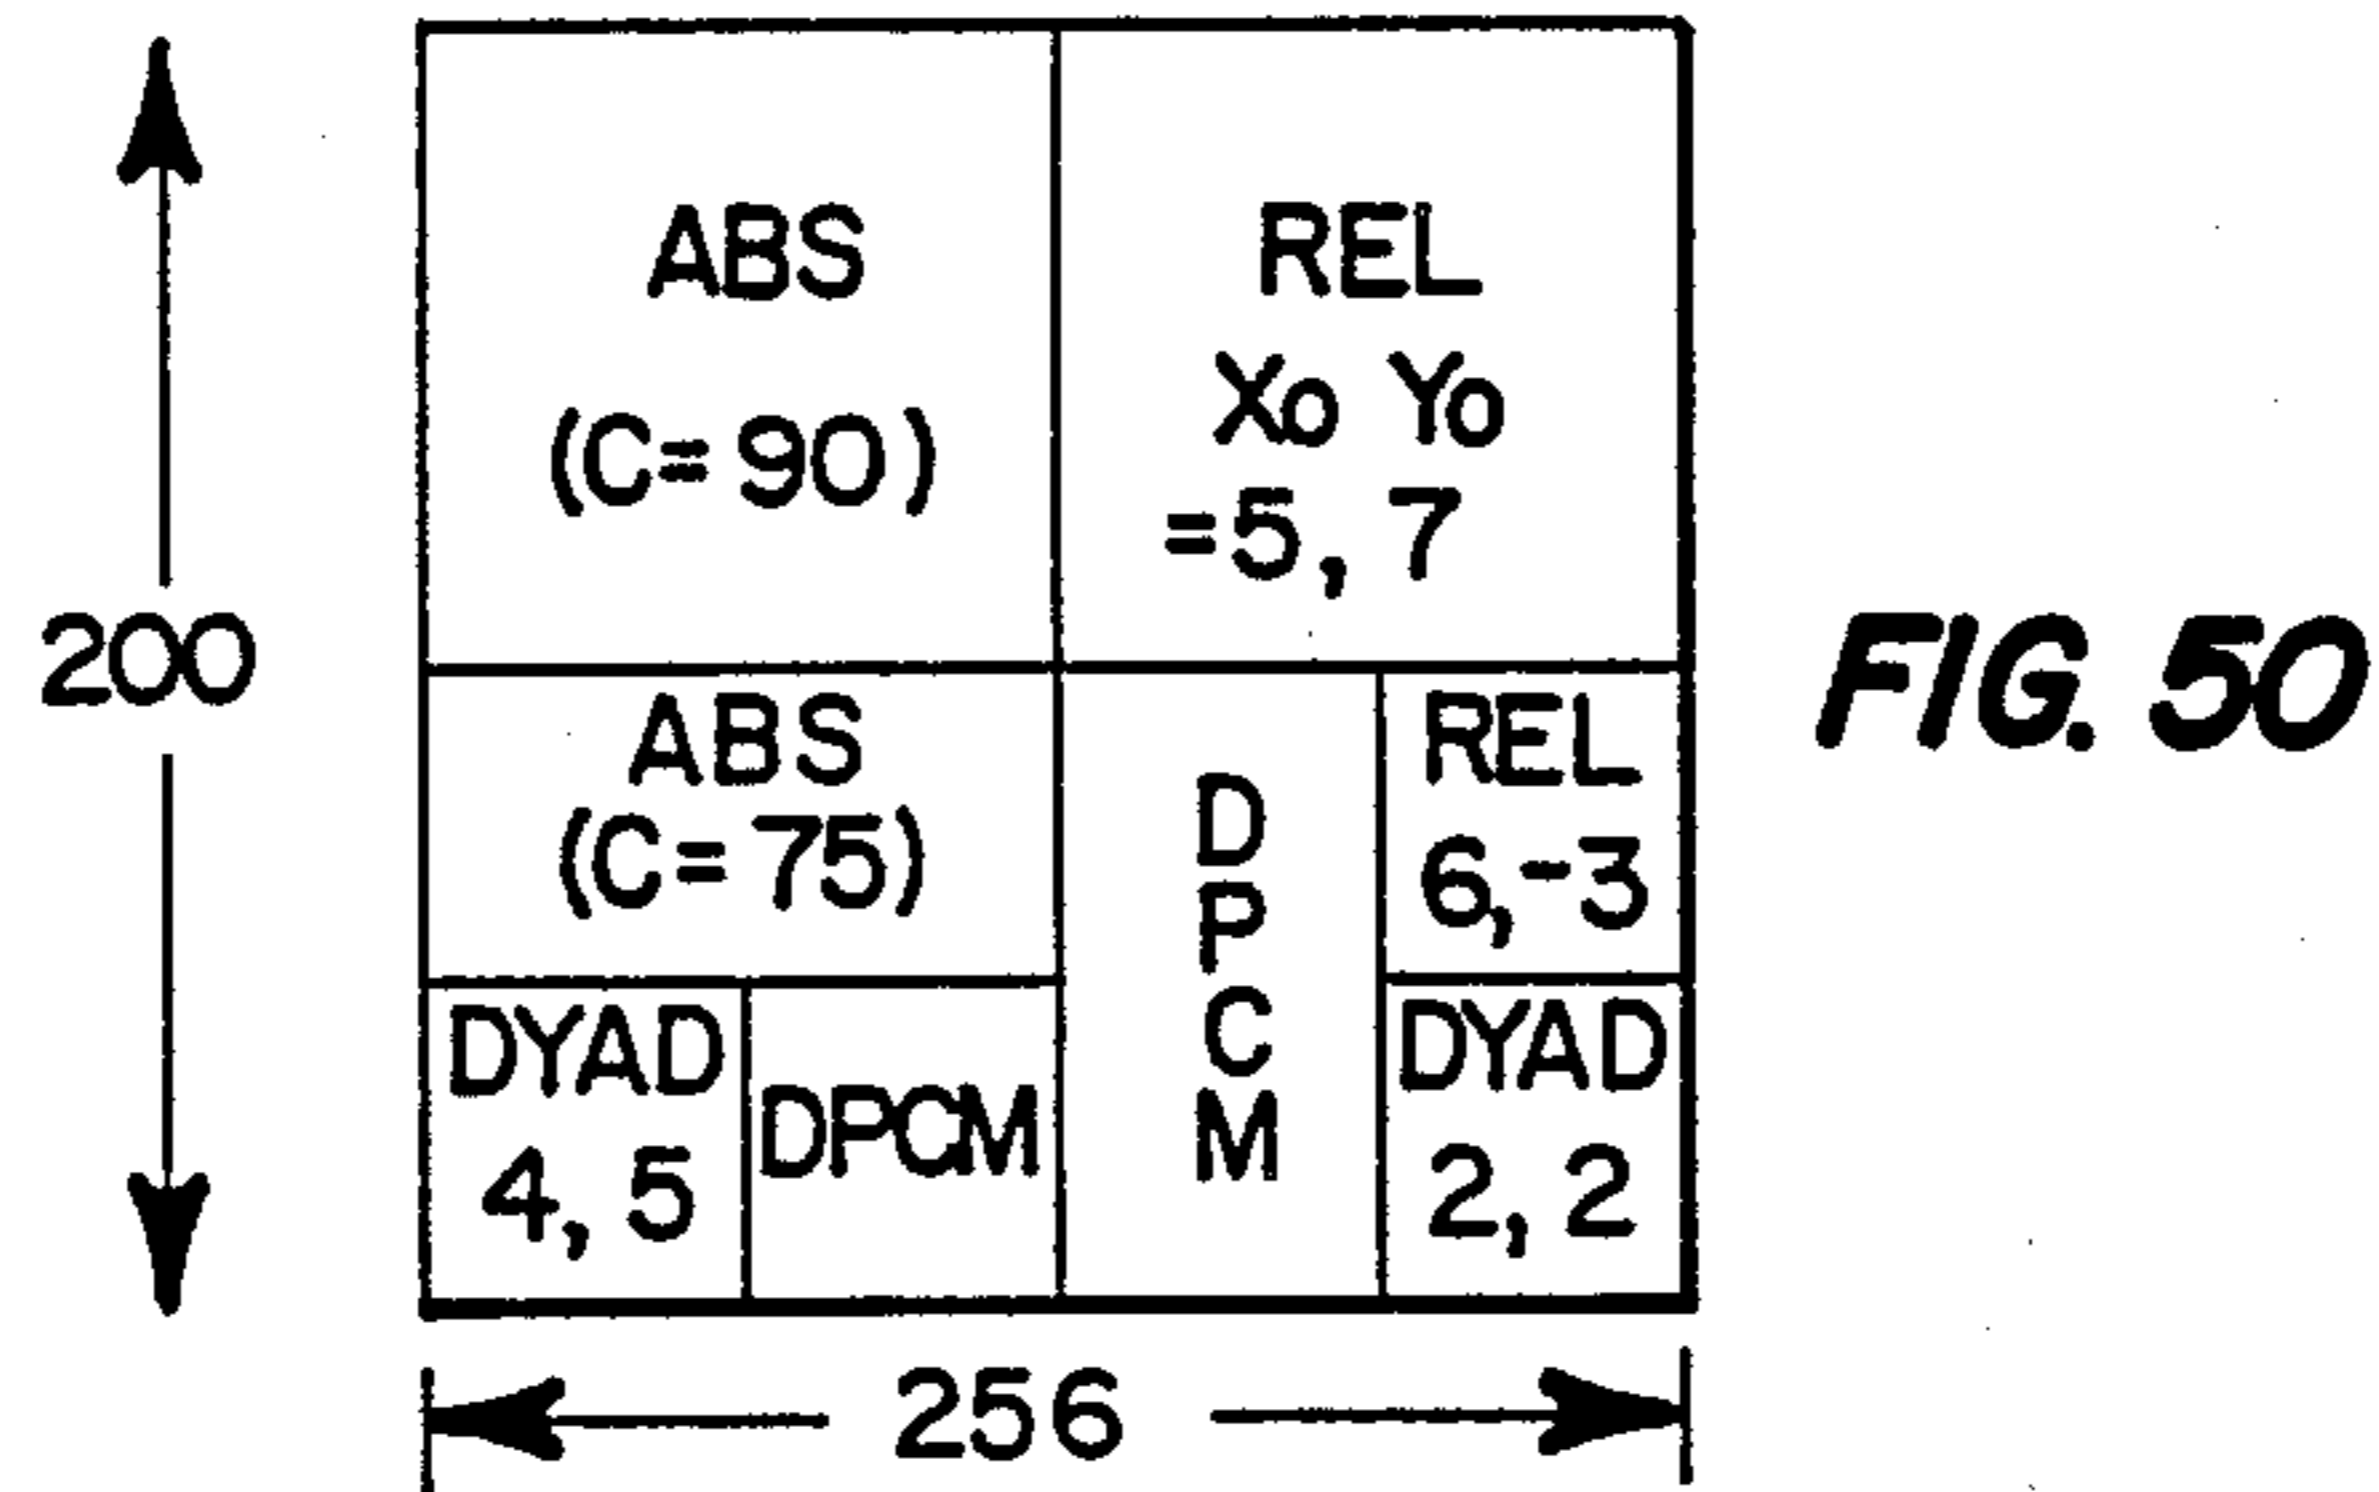 ABS
(C=90)
REL
Xo Yo
=5, 7
200
FIG. 50
ABS
(C=75)
D
P
C
M
REL
6,-3
DYAD
4, 5
DPCM
DYAD
2, 2
256